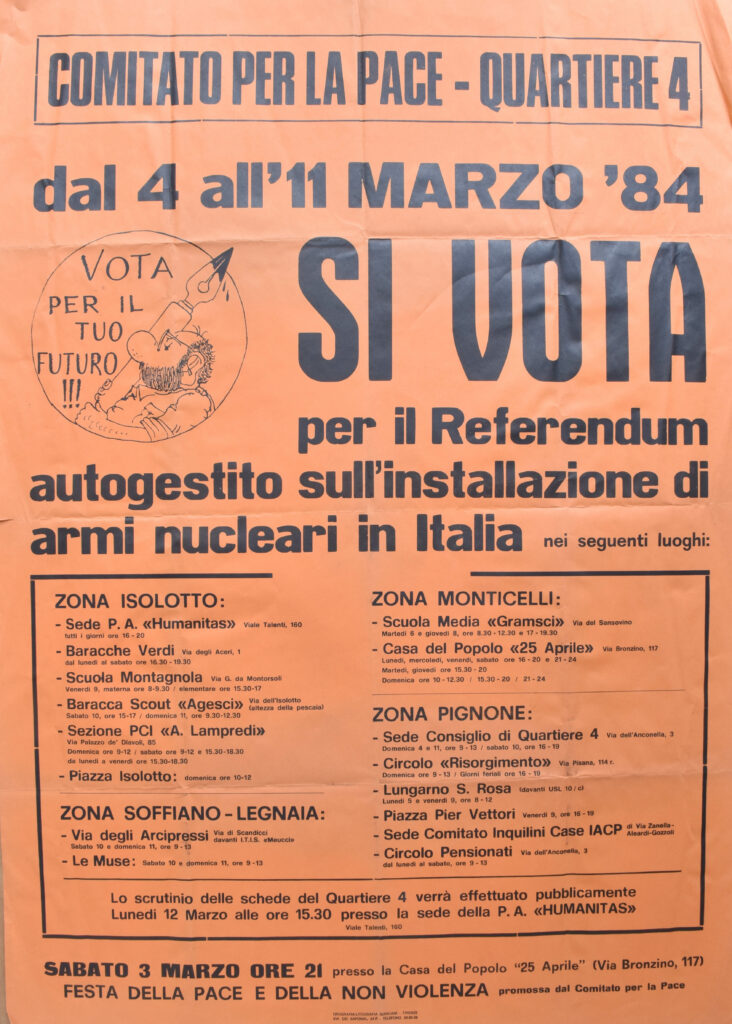 COMITATO PER LA PACE - QUARTIERE 4
dal 4 all'11 MARZO '84
VOTA
PER IL
TUO
FUTURO
!!!
SI VOTA
per il Referendum
autogestito sull'installazione di
armi nucleari in Italia nei seguenti luoghi:
ZONA ISOLOTTO:
- Sede P. A. «Humanitas» Viale Talenti, 160
tutti i giorni ore 16 - 20
- Baracche Verdi Via degli Aceri, 1
dal lunedì al sabato ore 16.30 - 19.30
- Scuola Montagnola Via G. da Montorsoli
Venerdì 9, materna ore 8-9.30 / elementare ore 15.30-17
- Baracca Scout «Agesci» Via dell'Isolotto
(altezza della pescaia)
Sabato 10, ore 15-17 / domenica 11, ore 9.30-12.30
- Sezione PCI «A. Lampredi»
Via Palazzo de' Diavoli, 85
Domenica ore 9-12 / sabato ore 9-12 e 15.30-18.30
da lunedì a venerdì ore 15.30-18.30
- Piazza Isolotto: domenica ore 10-12
ZONA SOFFIANO - LEGNAIA:
- Via degli Arcipressi Via di Scandicci
davanti I.T.I.S. «Meucci»
Sabato 10 e domenica 11, ore 9-13
- Le Muse: Sabato 10 e domenica 11, ore 9-13
ZONA MONTICELLI:
- Scuola Media «Gramsci» Via del Sansovino
Martedì 6 e giovedì 8, ore 8.30-12.30 e 17-19.30
- Casa del Popolo «25 Aprile» Via Bronzino, 117
Lunedì, mercoledì, venerdì, sabato ore 16-20 e 21-24
Martedì, giovedì ore 15.30-20
Domenica ore 10-12.30 / 15.30-20 / 21-24
ZONA PIGNONE:
- Sede Consiglio di Quartiere 4 Via dell'Anconella, 3
Domenica 4 e 11, ore 9-13 / sabato 10, ore 16-19
- Circolo «Risorgimento» Via Pisana, 114 r.
Domenica ore 9-13 / Giorni feriali ore 16-19
- Lungarno S. Rosa (davanti USL 10/c)
Lunedì 5 e venerdì 9, ore 8-12
- Piazza Pier Vettori Venerdì 9, ore 16-19
- Sede Comitato Inquilini Case IACP di Via Zanella-
Aleardi-Gozzoli
- Circolo Pensionati Via dell'Anconella, 3
dal lunedì al sabato, ore 9-13
Lo scrutinio delle schede del Quartiere 4 verrà effettuato pubblicamente
Lunedì 12 Marzo alle ore 15.30 presso la sede della P. A. «HUMANITAS»
Viale Talenti, 160
SABATO 3 MARZO ORE 21 presso la Casa del Popolo "25 Aprile" (Via Bronzino, 117)
FESTA DELLA PACE E DELLA NON VIOLENZA promossa dal Comitato per la Pace